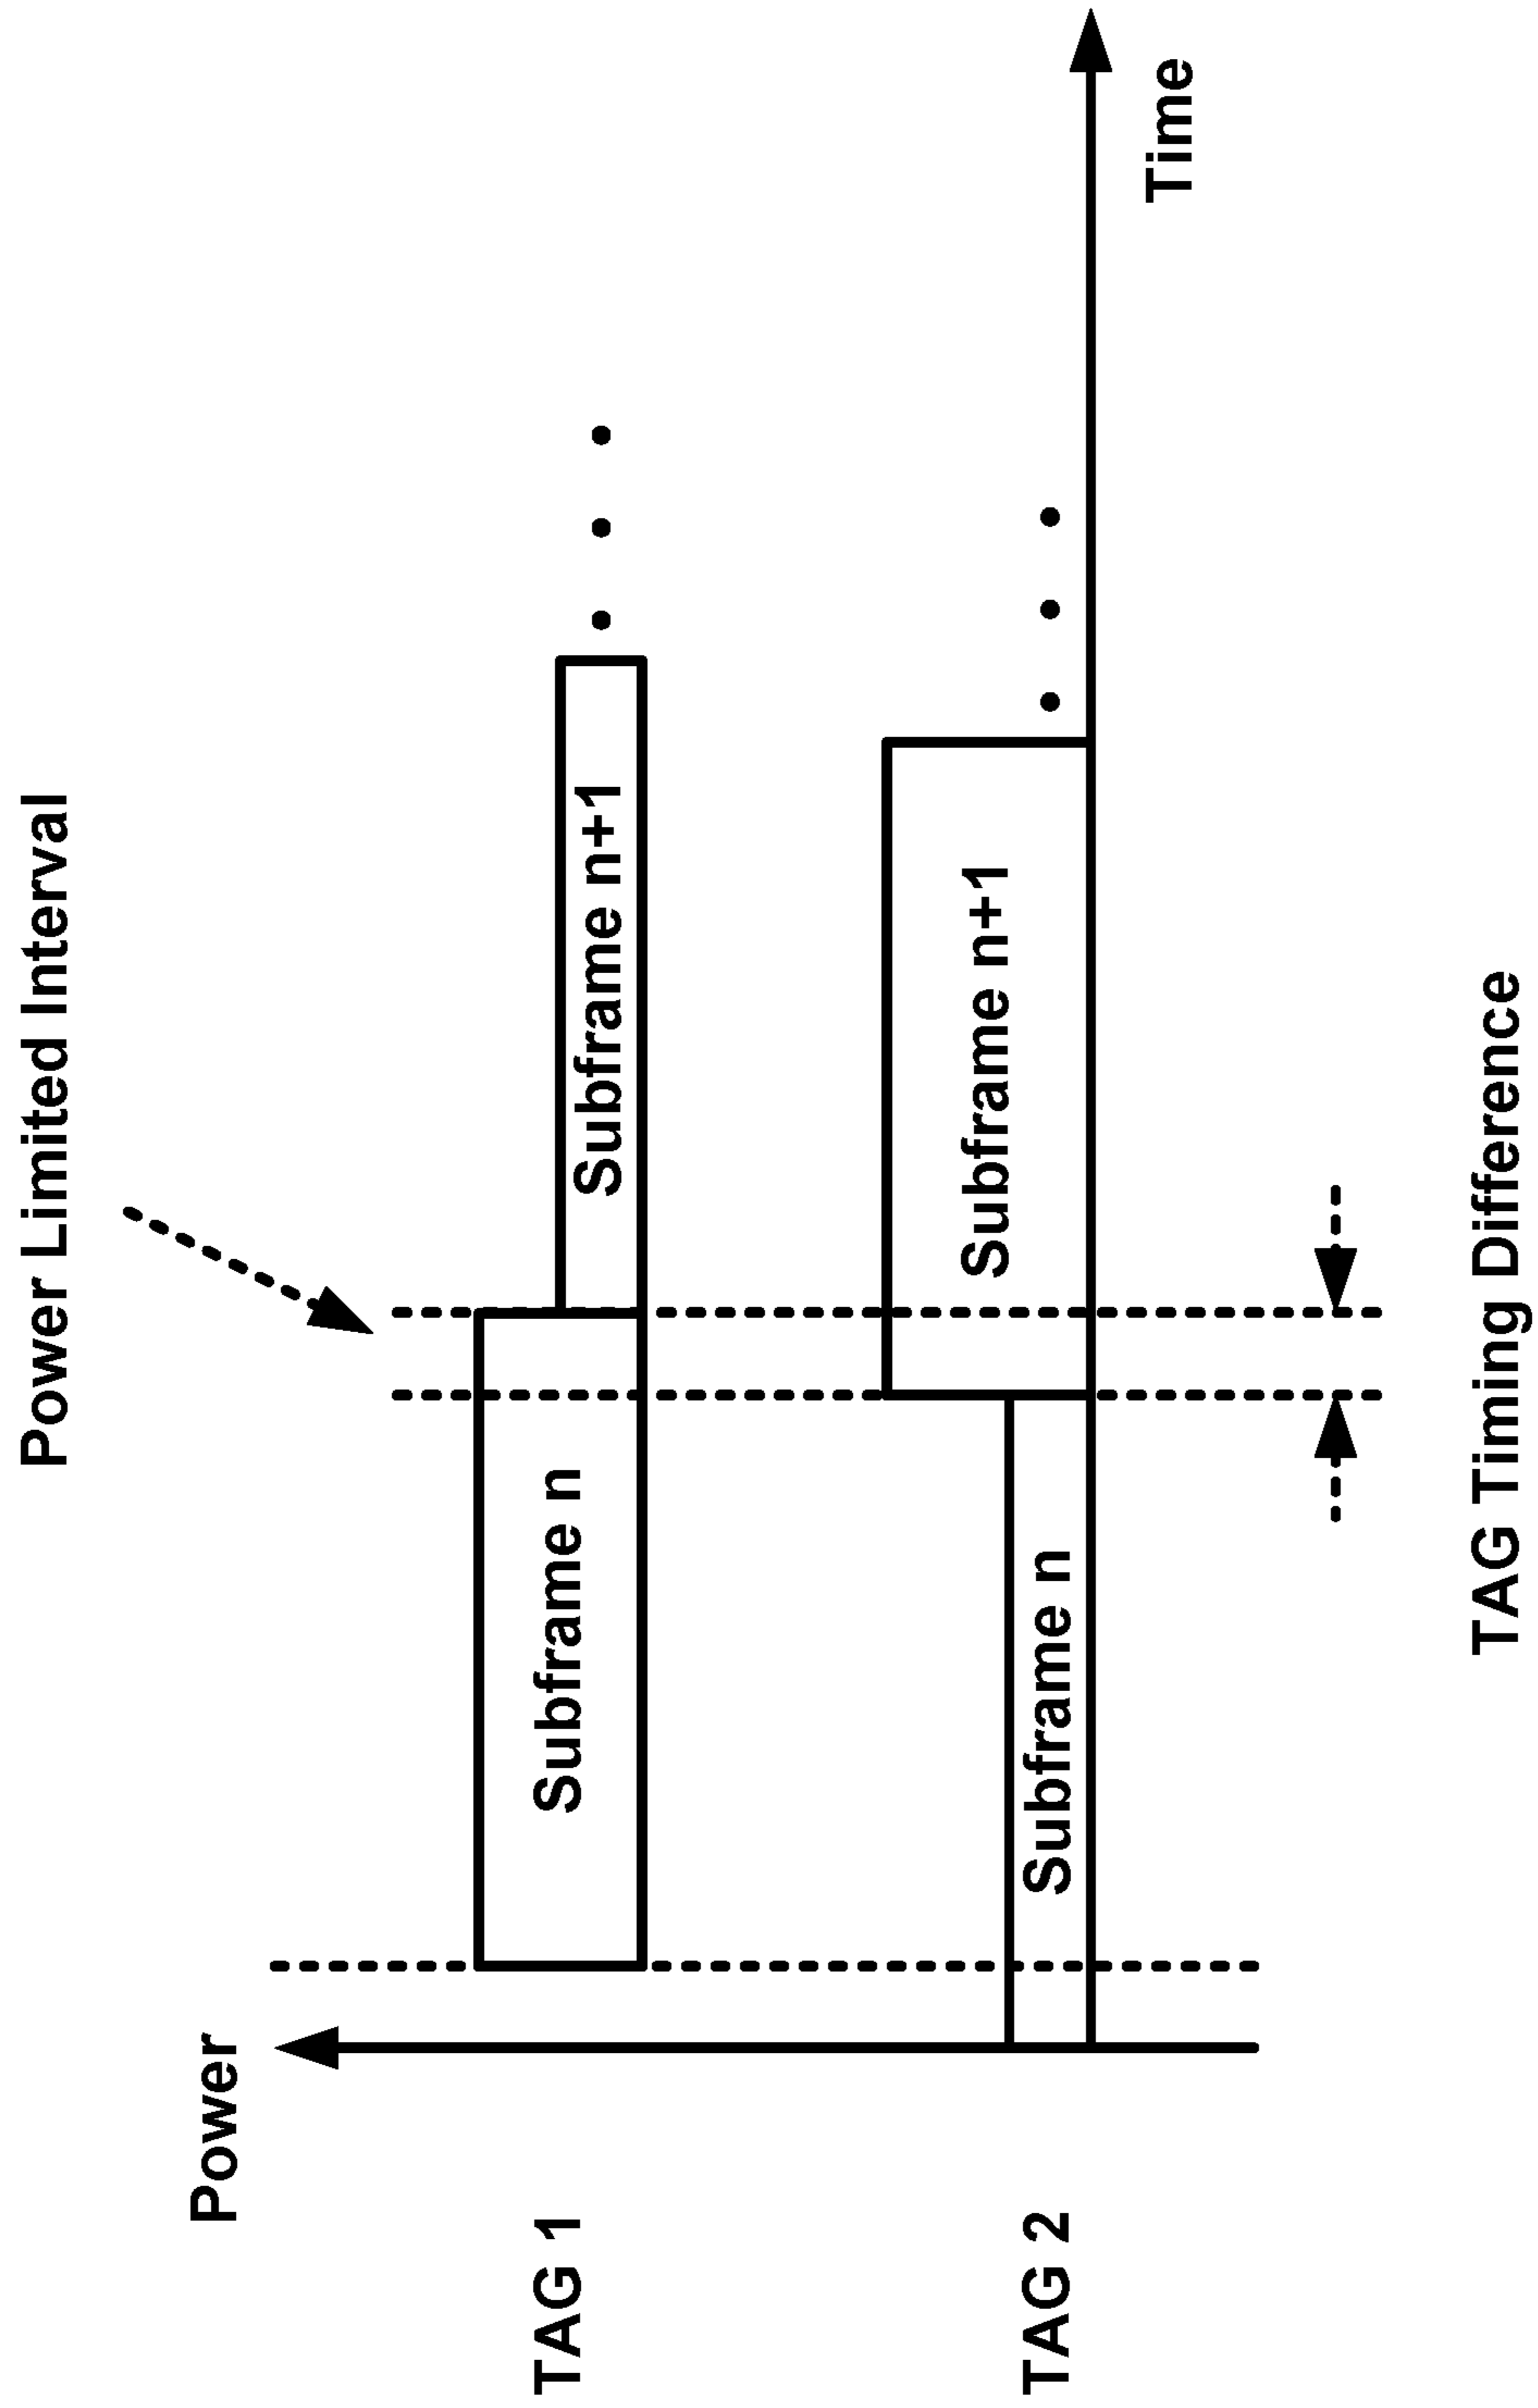 Power Limited Interval
Power
TAG 1
Subframe n
Subframe n+1
TAG 2
Subframe n
Subframe n+1
Time
TAG Timing Difference